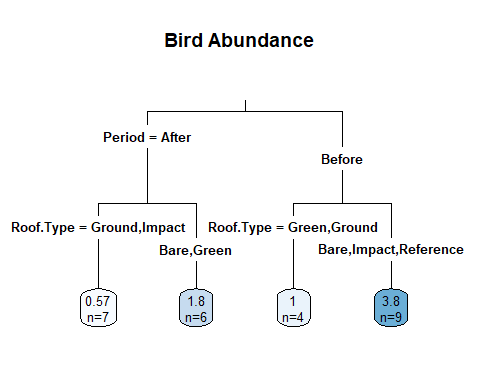 Bird Abundance
Period = After
Before
Roof.Type = Ground,Impact
Roof.Type = Green,Ground
Bare,Green
Bare,Impact,Reference
0.57
n=7
1.8
n=6
1
n=4
3.8
n=9